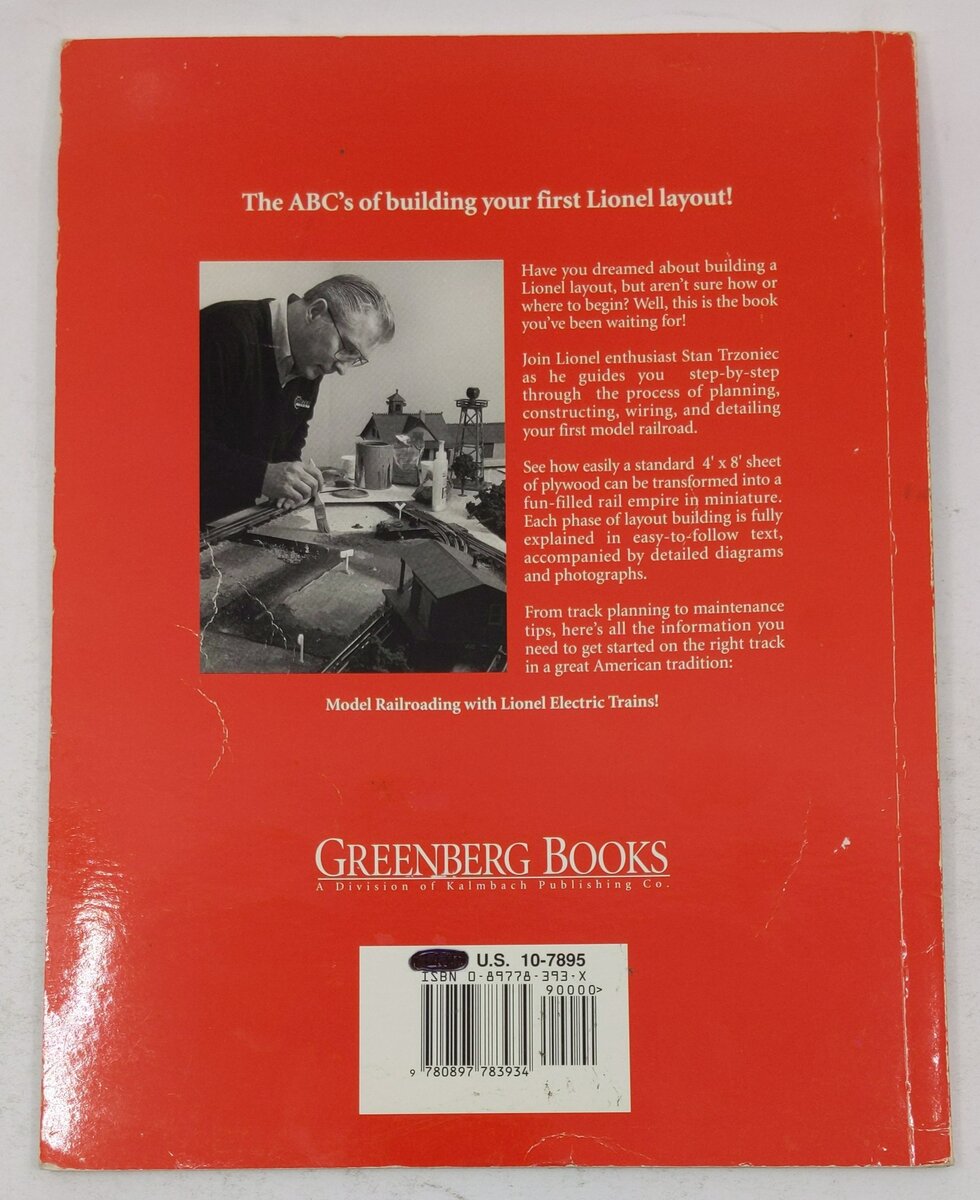 The ABC's of building your first Lionel layout!
Have you dreamed about building a
Lionel layout, but aren't sure how or
where to begin? Well, this is the book
you've been waiting for!
Join Lionel enthusiast Stan Trzoniec
as he guides you step-by-step
through the process of planning,
constructing, wiring, and detailing
your first model railroad.
See how easily a standard 4' x 8' sheet
of plywood can be transformed into a
fun-filled rail empire in miniature.
Each phase of layout building is fully
explained in easy-to-follow text,
accompanied by detailed diagrams
and photographs.
From track planning to maintenance
tips, here's all the information you
need to get started on the right track
in a great American tradition:
Model Railroading with Lionel Electric Trains!
GREENBERG BOOKS
A Division of Kalmbach Publishing Co.
U.S. 10-7895
ISBN 0-89778-393-X
90000>
9 780897 783934